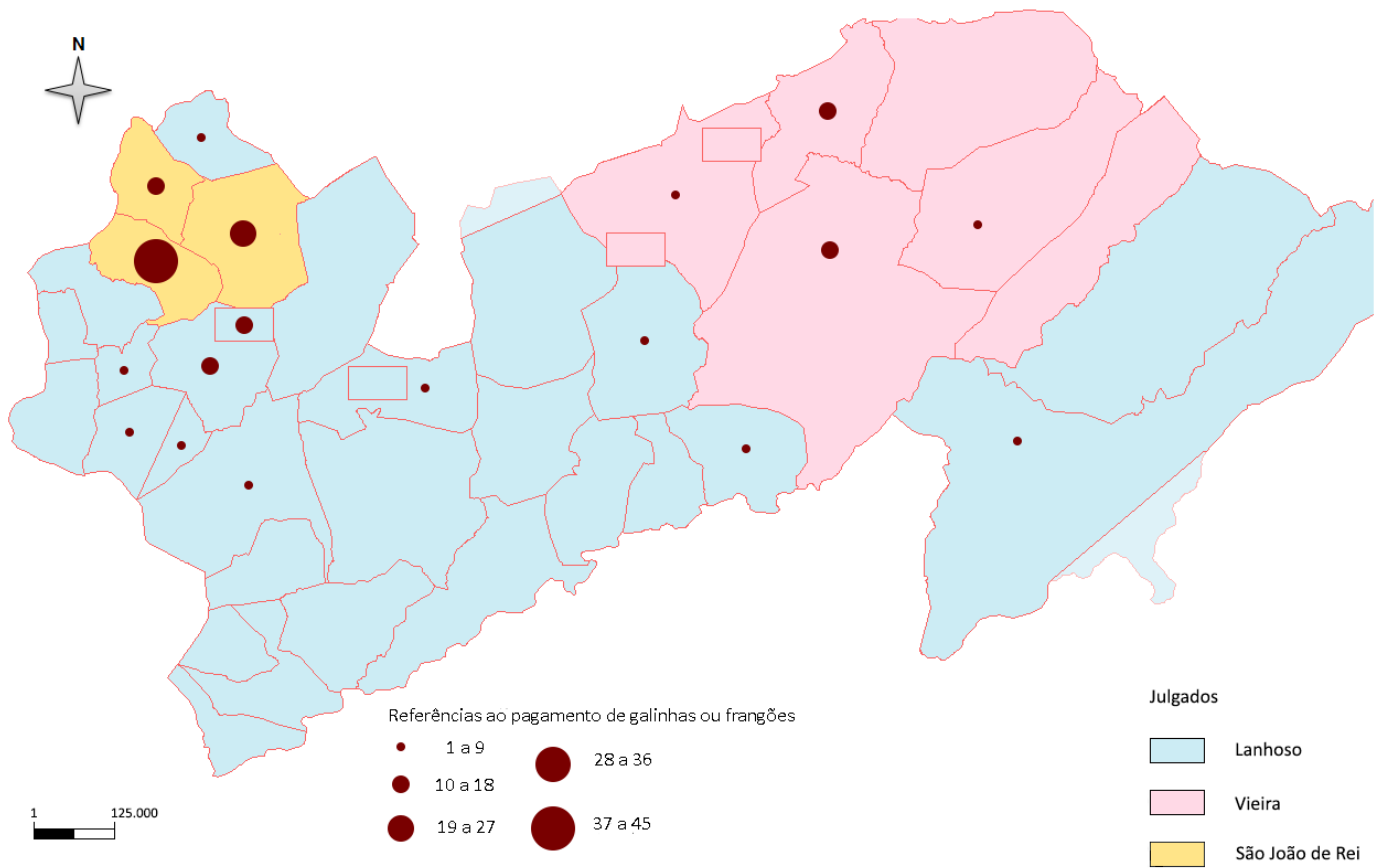 N
Referências ao pagamento de galinhas ou frangões
1 a 9
10 a 18
19 a 27
28 a 36
37 a 45
1 125.000
Julgados
Lanhoso
Vieira
São João de Rei